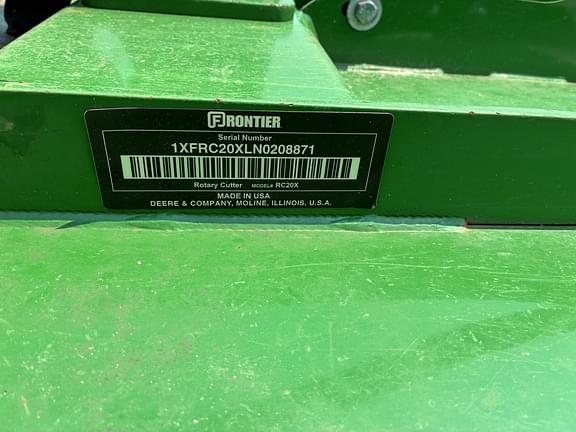 FRONTIER
Serial Number
1XFRC20XLN0208871
Rotary Cutter MODEL# RC20X
MADE IN USA
DEERE & COMPANY, MOLINE, ILLINOIS, U.S.A.